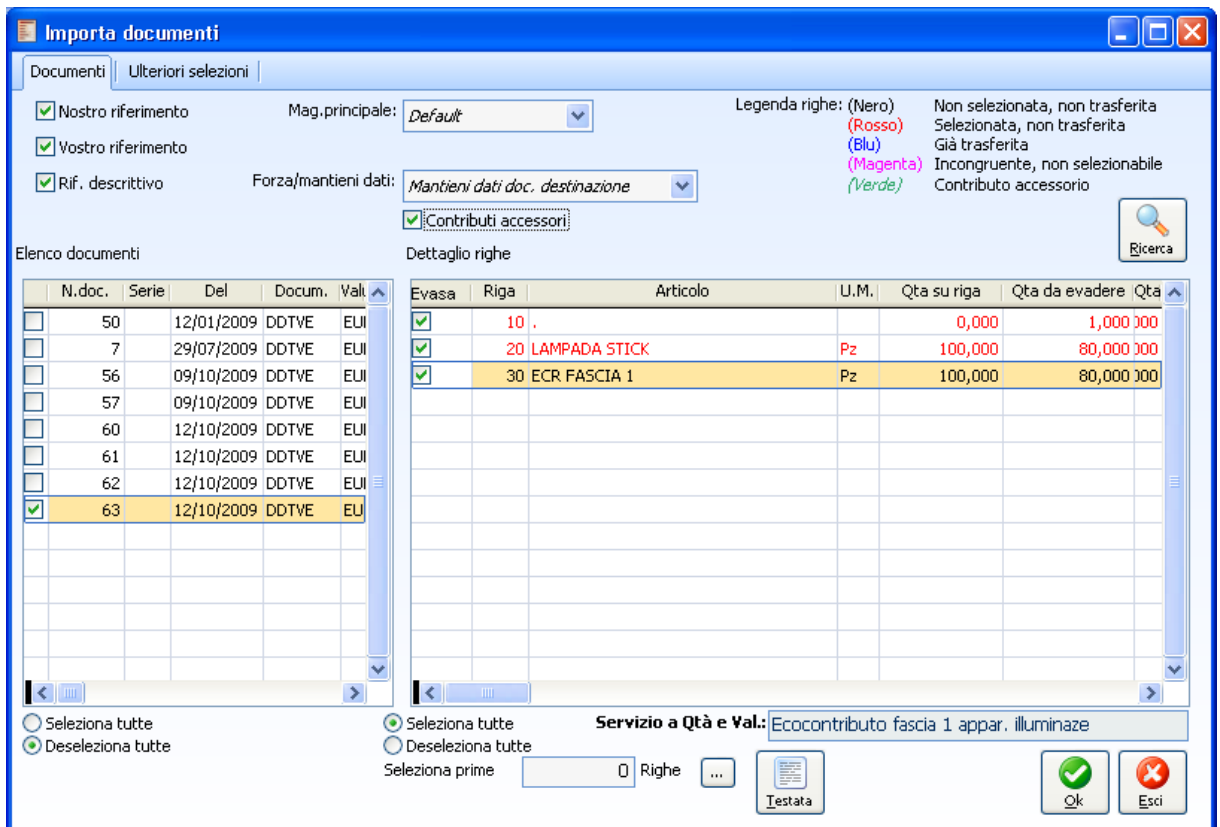 Importa documenti
Documenti Ulteriori selezioni
Nostro riferimento Mag.principale: Default Legenda righe: (Nero) Non selezionata, non trasferita
(Rosso) Selezionata, non trasferita
Vostro riferimento (Blu) Già trasferita
(Magenta) Incongruente, non selezionabile
Rif. descrittivo Forza/mantieni dati: Mantieni dati doc. destinazione (Verde) Contributo accessorio
Contributi accessori
Ricerca
Elenco documenti Dettaglio righe
N.doc. Serie Del Docum. Valu Evasa Riga Articolo U.M. Qta su riga Qta da evadere Qta Qta
50 12/01/2009 DDTVE EUI 10 . 0,000 1,000 000
7 29/07/2009 DDTVE EUI 20 LAMPADA STICK Pz 100,000 80,000 000
56 09/10/2009 DDTVE EUI 30 ECR FASCIA 1 Pz 100,000 80,000 000
57 09/10/2009 DDTVE EUI
60 12/10/2009 DDTVE EUI
61 12/10/2009 DDTVE EUI
62 12/10/2009 DDTVE EUI
63 12/10/2009 DDTVE EU
Seleziona tutte Seleziona tutte Servizio a Qtà e Val.: Ecocontributo fascia 1 appar. illuminaze
Deseleziona tutte Deseleziona tutte
Seleziona prime 0 Righe ...
Testata Ok Esci